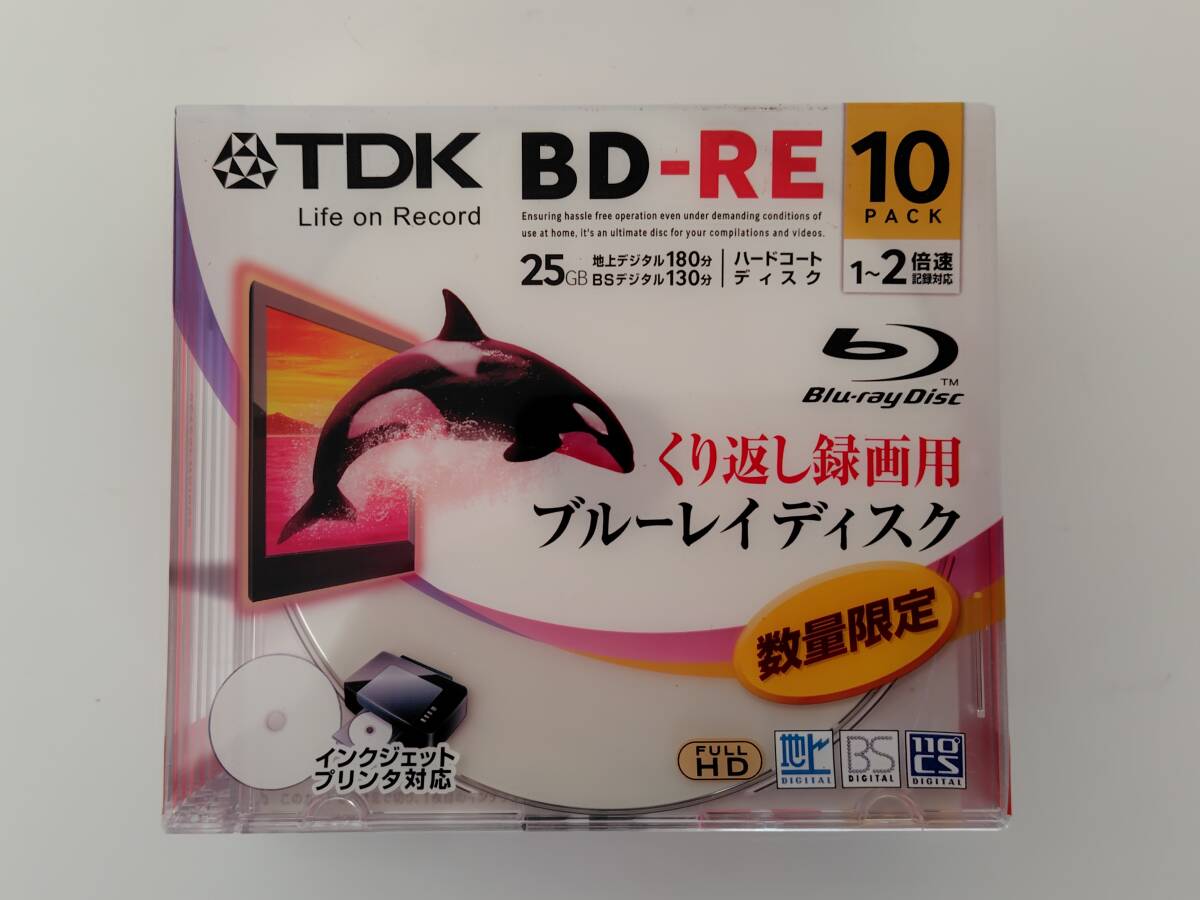 TDK
Life on Record
BD-RE
Ensuring hassle free operation even under demanding conditions of
use at home, it's an ultimate disc for your compilations and videos.
25GB
地上デジタル180分
BSデジタル130分
ハードコート
ディスク
10
PACK
1~2倍速
記録対応
Blu-ray Disc™
くり返し録画用
ブルーレイディスク
数量限定
インクジェット
プリンタ対応
FULL
HD
地上
DIGITAL
BS
DIGITAL
110°
CS
DIGITAL